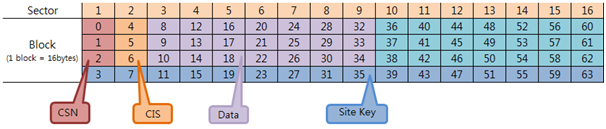 Sector 1 2 3 4 5 6 7 8 9 10 11 12 13 14 15 16
Block 0 4 8 12 16 20 24 28 32 36 40 44 48 52 56 60
(1 block = 16bytes) 1 5 9 13 17 21 25 29 33 37 41 45 49 53 57 61
2 6 10 14 18 22 26 30 34 38 42 46 50 54 58 62
3 7 11 15 19 23 27 31 35 39 43 47 51 55 59 63
CSN CIS Data Site Key